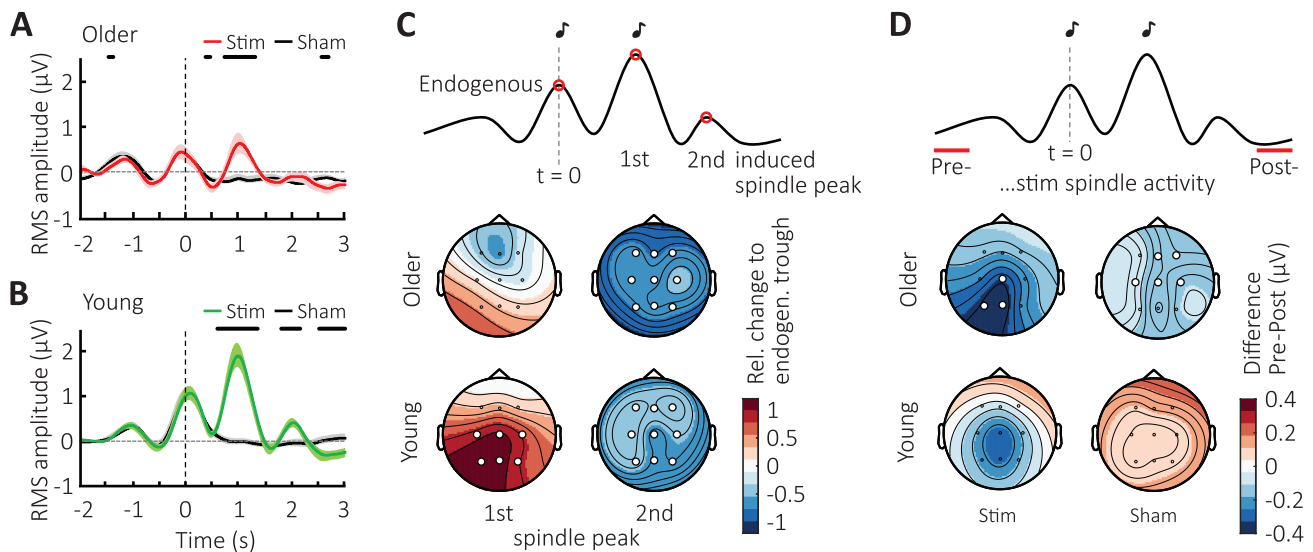 A
Older
Stim
Sham
RMS amplitude (µV)
2
1
0
-1
-2
-1
0
1
2
3
B
Young
Stim
Sham
RMS amplitude (µV)
2
1
0
-1
-2
-1
0
1
2
3
Time (s)
C
Endogenous
t = 0
1st
2nd
induced
spindle peak
Older
Young
1st
2nd
spindle peak
Rel. change to
endogen. trough
1
0.5
0
-0.5
-1
D
Pre-
t = 0
Post-
...stim spindle activity
Older
Young
Stim
Sham
Difference
Pre-Post (µV)
0.4
0.2
0
-0.2
-0.4